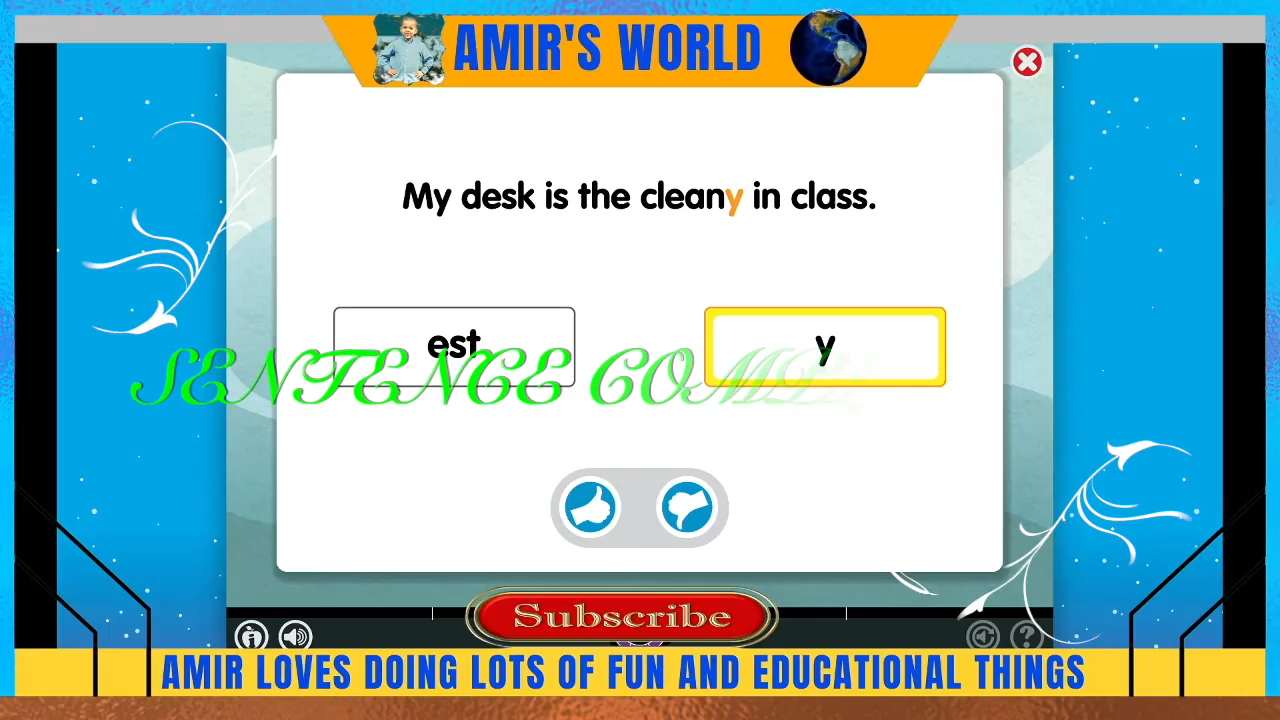 AMIR'S WORLD
My desk is the cleany in class.
est
y
SENTENCE
Subscribe
AMIR LOVES DOING LOTS OF FUN AND EDUCATIONAL THINGS